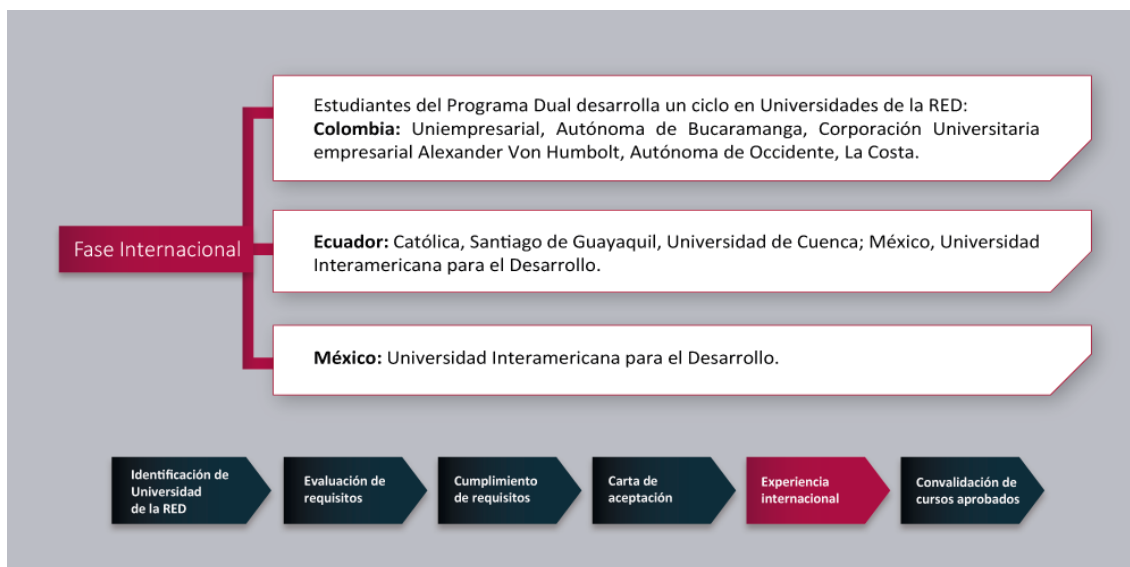 Estudiantes del Programa Dual desarrolla un ciclo en Universidades de la RED:
Colombia: Uniempresarial, Autónoma de Bucaramanga, Corporación Universitaria
empresarial Alexander Von Humbolt, Autónoma de Occidente, La Costa.
Fase Internacional
Ecuador: Católica, Santiago de Guayaquil, Universidad de Cuenca; México, Universidad
Interamericana para el Desarrollo.
México: Universidad Interamericana para el Desarrollo.
Identificación de
Universidad
de la RED
Evaluación de
requisitos
Cumplimiento
de requisitos
Carta de
aceptación
Experiencia
internacional
Convalidación de
cursos aprobados